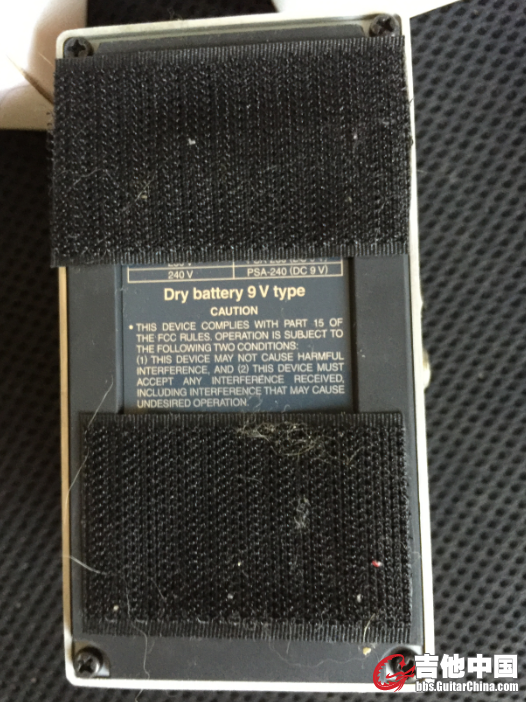 240 V PSA-240 (DC 9 V)
Dry battery 9 V type
CAUTION
• THIS DEVICE COMPLIES WITH PART 15 OF
THE FCC RULES. OPERATION IS SUBJECT TO
THE FOLLOWING TWO CONDITIONS:
(1) THIS DEVICE MAY NOT CAUSE HARMFUL
INTERFERENCE, AND (2) THIS DEVICE MUST
ACCEPT ANY INTERFERENCE RECEIVED,
INCLUDING INTERFERENCE THAT MAY CAUSE
UNDESIRED OPERATION.
吉他中国
bbs.GuitarChina.com